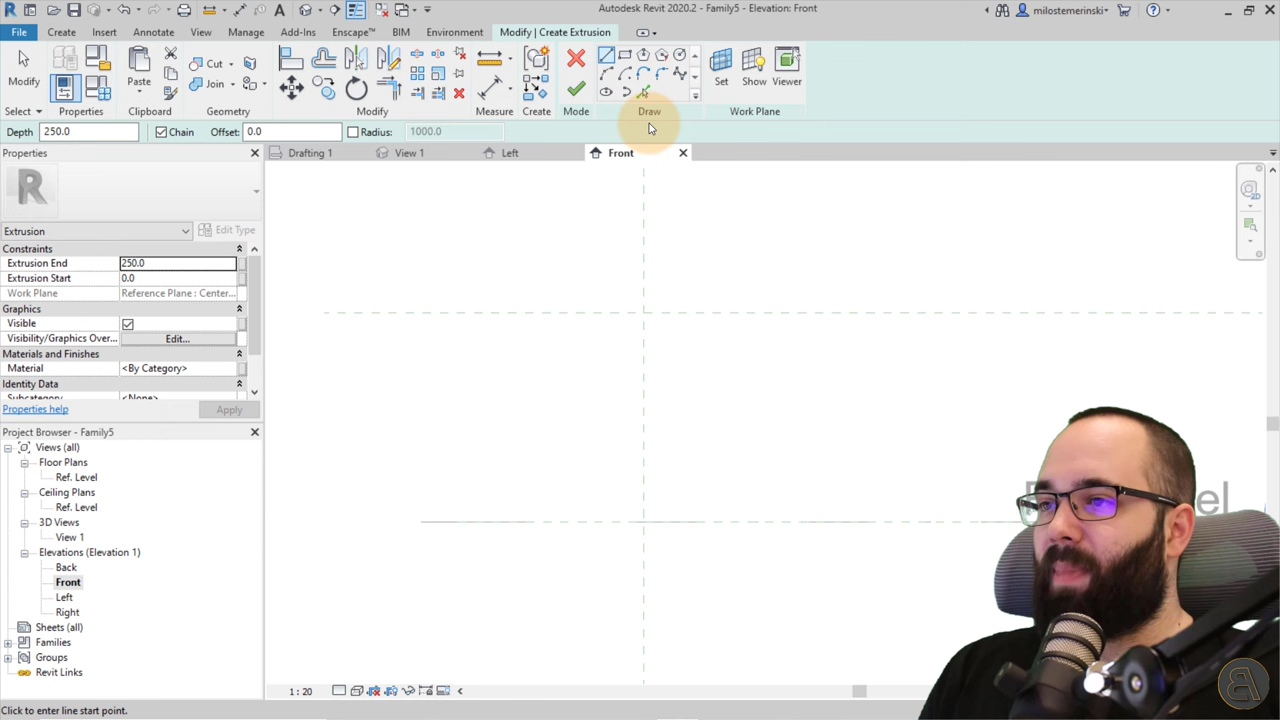 Autodesk Revit 2020.2 - Family5 - Elevation: Front
milostemerinski
File
Create
Insert
Annotate
View
Manage
Add-Ins
Enscape™
BIM
Environment
Modify | Create Extrusion
Modify
Paste
Cut
Join
Set
Show
Viewer
Select
Properties
Clipboard
Geometry
Modify
Measure
Create
Mode
Draw
Work Plane
Depth 250.0
Chain
Offset: 0.0
Radius: 1000.0
Properties
Drafting 1
View 1
Left
Front
Extrusion
Edit Type
Constraints
Extrusion End 250.0
Extrusion Start 0.0
Work Plane Reference Plane : Center...
Graphics
Visible
Visibility/Graphics Over... Edit...
Materials and Finishes
Material <By Category>
Identity Data
Subcategory <None>
Properties help
Apply
Project Browser - Family5
Views (all)
Floor Plans
Ref. Level
Ceiling Plans
Ref. Level
3D Views
View 1
Elevations (Elevation 1)
Back
Front
Left
Right
Sheets (all)
Families
Groups
Revit Links
1 : 20
Click to enter line start point.